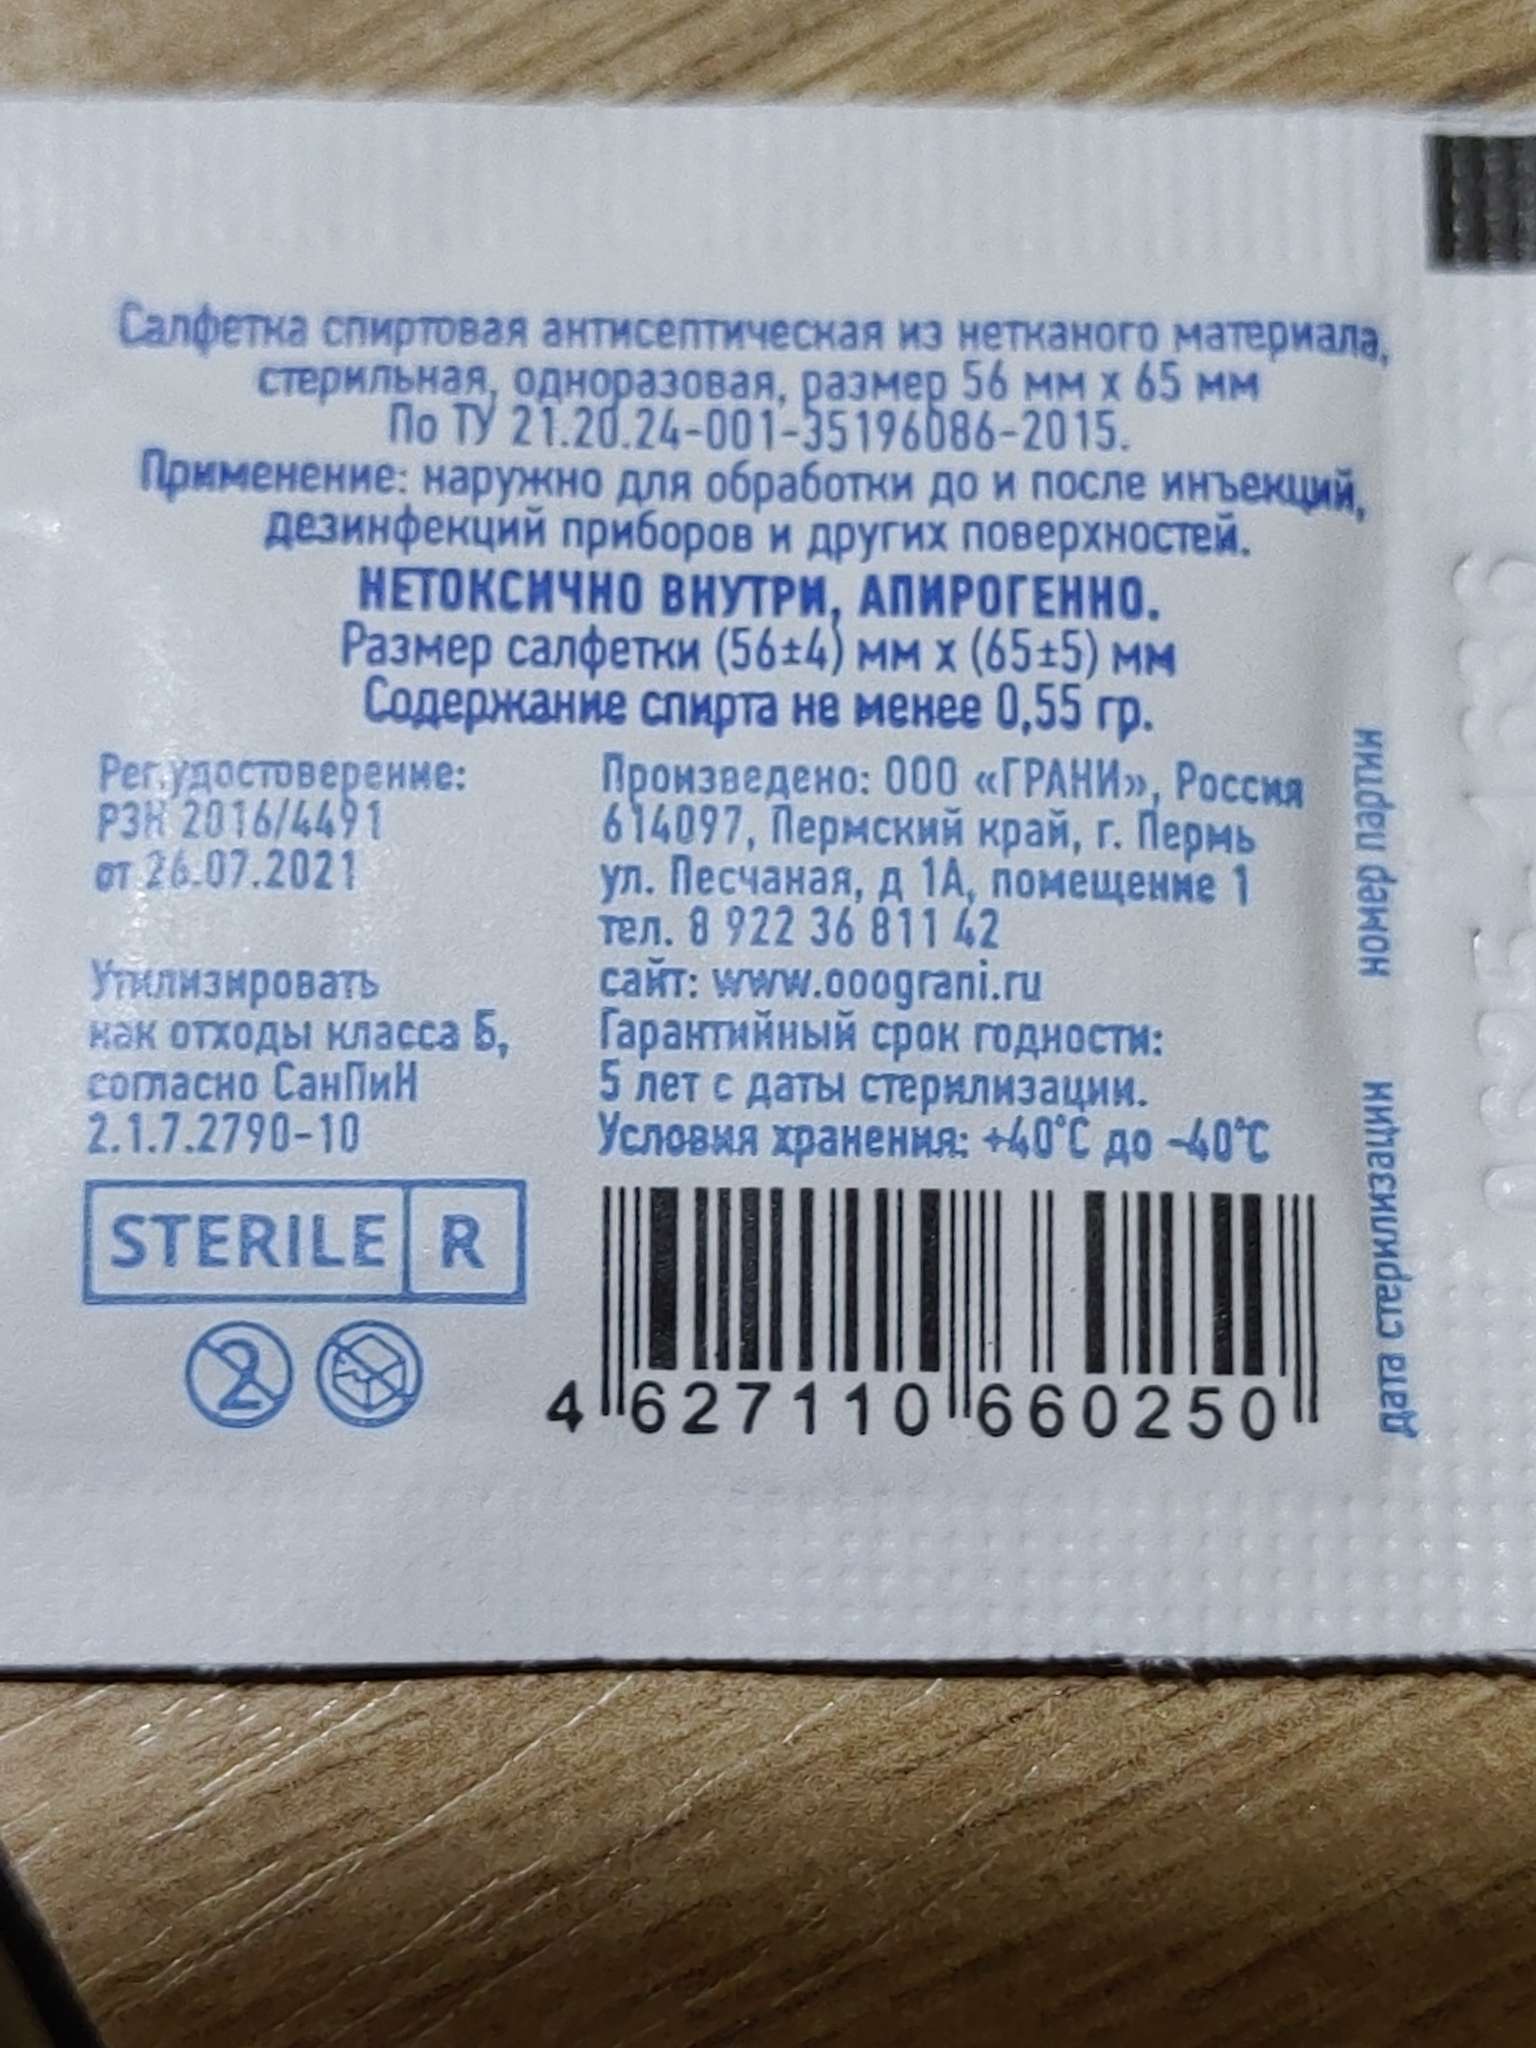 Салфетка спиртовая антисептическая из нетканого материала,
стерильная, одноразовая, размер 56 мм х 65 мм
По ТУ 21.20.24-001-35196086-2015.
Применение: наружно для обработки до и после инъекций,
дезинфекций приборов и других поверхностей.
НЕТОКСИЧНО ВНУТРИ, АПИРОГЕННО.
Размер салфетки (56±4) мм х (65±5) мм
Содержание спирта не менее 0,55 гр.
Рег.удостоверение:
РЗН 2016/4491
от 26.07.2021
Утилизировать
как отходы класса Б,
согласно СанПиН
2.1.7.2790-10
STERILE R
2
Произведено: ООО «ГРАНИ», Россия
614097, Пермский край, г. Пермь
ул. Песчаная, д 1А, помещение 1
тел. 8 922 36 811 42
сайт: www.ooograni.ru
Гарантийный срок годности:
5 лет с даты стерилизации.
Условия хранения: +40°С до -40°С
4 627110 660250
Дата стерилизации номер партии